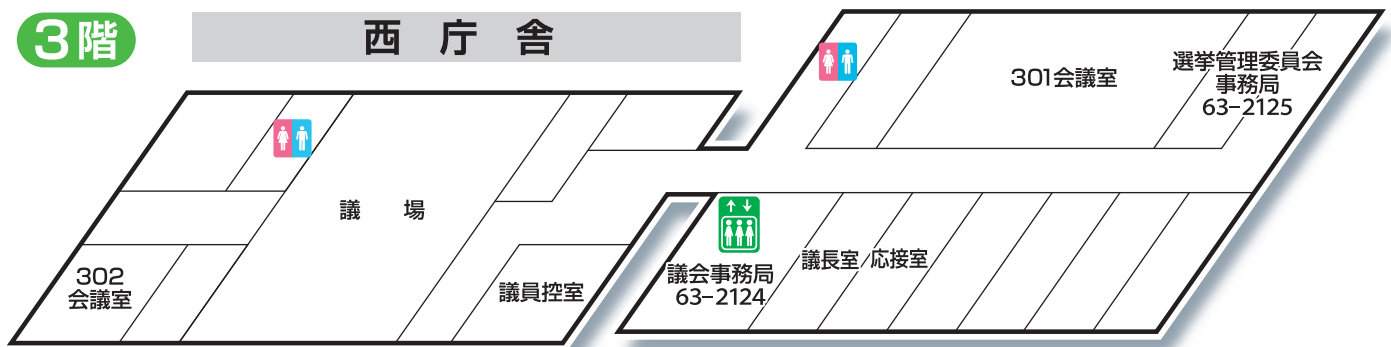 3階
西庁舎
301会議室
選挙管理委員会
事務局
63-2125
議場
302
会議室
議員控室
議会事務局
63-2124
議長室
応接室